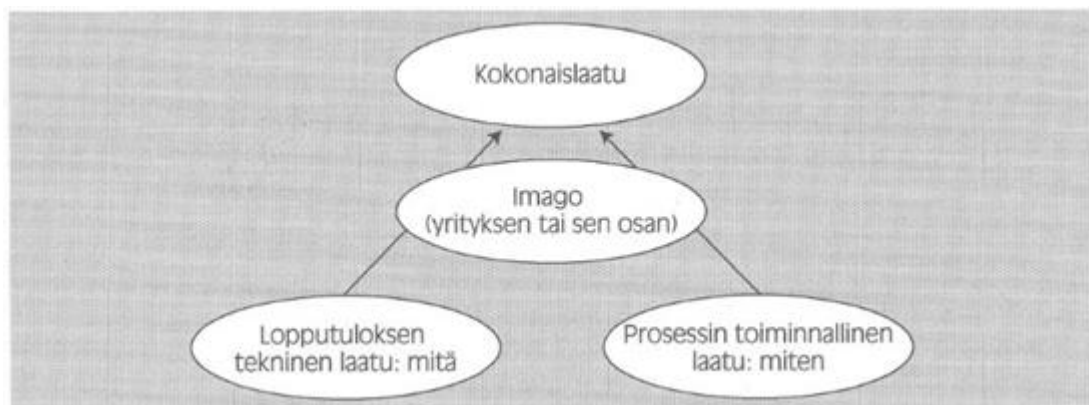 Kokonaislaatu
Imago
(yrityksen tai sen osan)
Lopputuloksen
tekninen laatu: mitä
Prosessin toiminnallinen
laatu: miten